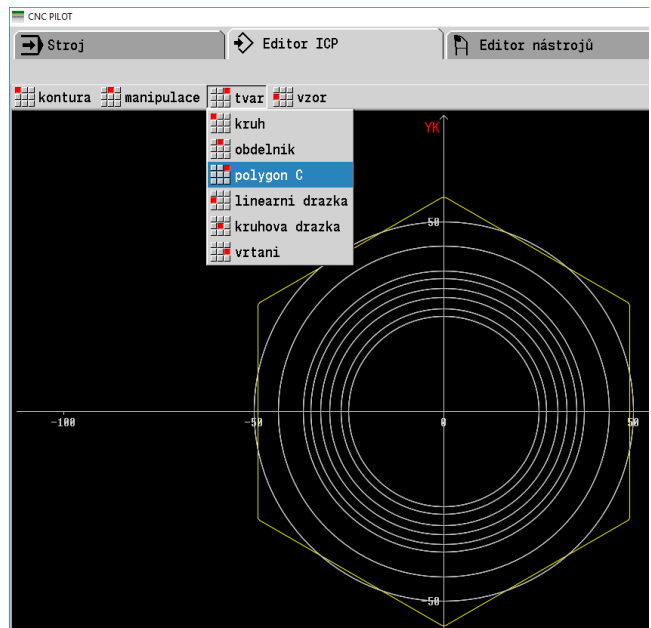 CNC PILOT
Stroj Editor ICP Editor nástrojů
kontura manipulace tvar vzor
kruh
obdelnik
polygon C
linearni drazka
kruhova drazka
vrtani
YK
50
-100 -50 0 50
-50